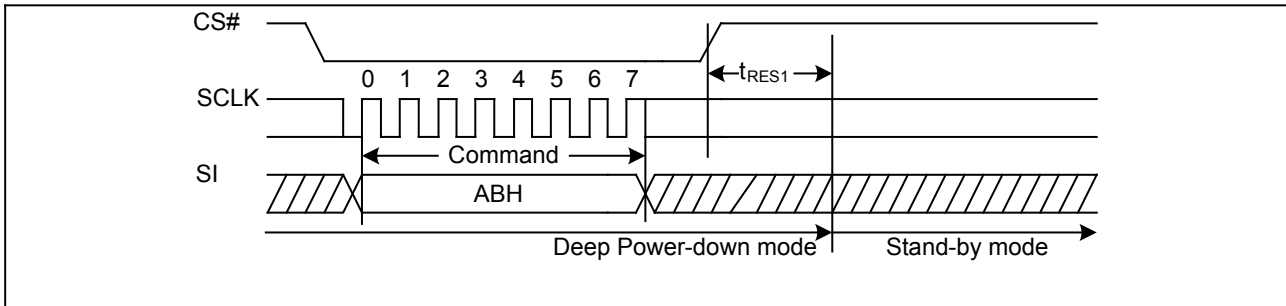 CS#
tRES1
0 1 2 3 4 5 6 7
SCLK
Command
SI
ABH
Deep Power-down mode Stand-by mode